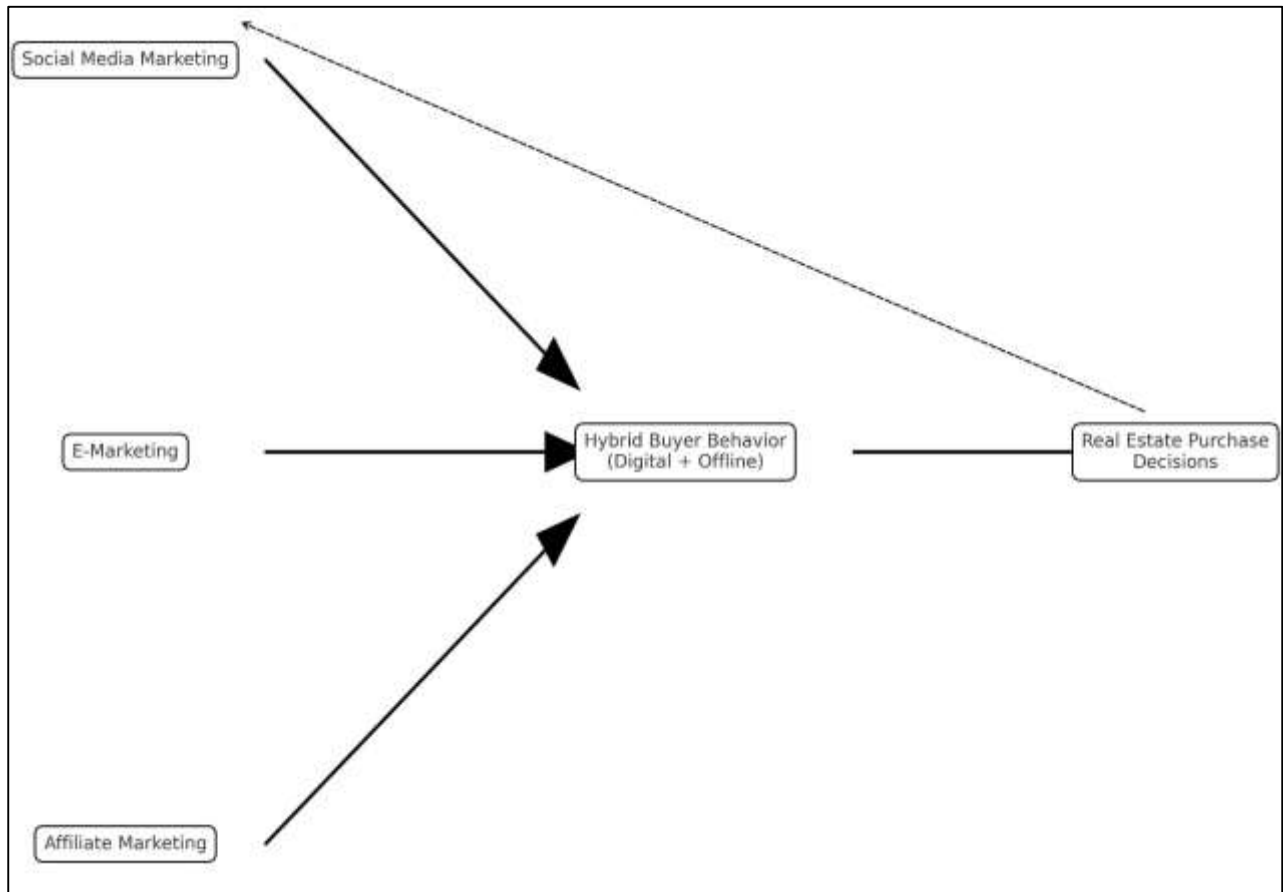 Social Media Marketing
E-Marketing
Hybrid Buyer Behavior
(Digital + Offline)
Real Estate Purchase
Decisions
Affiliate Marketing